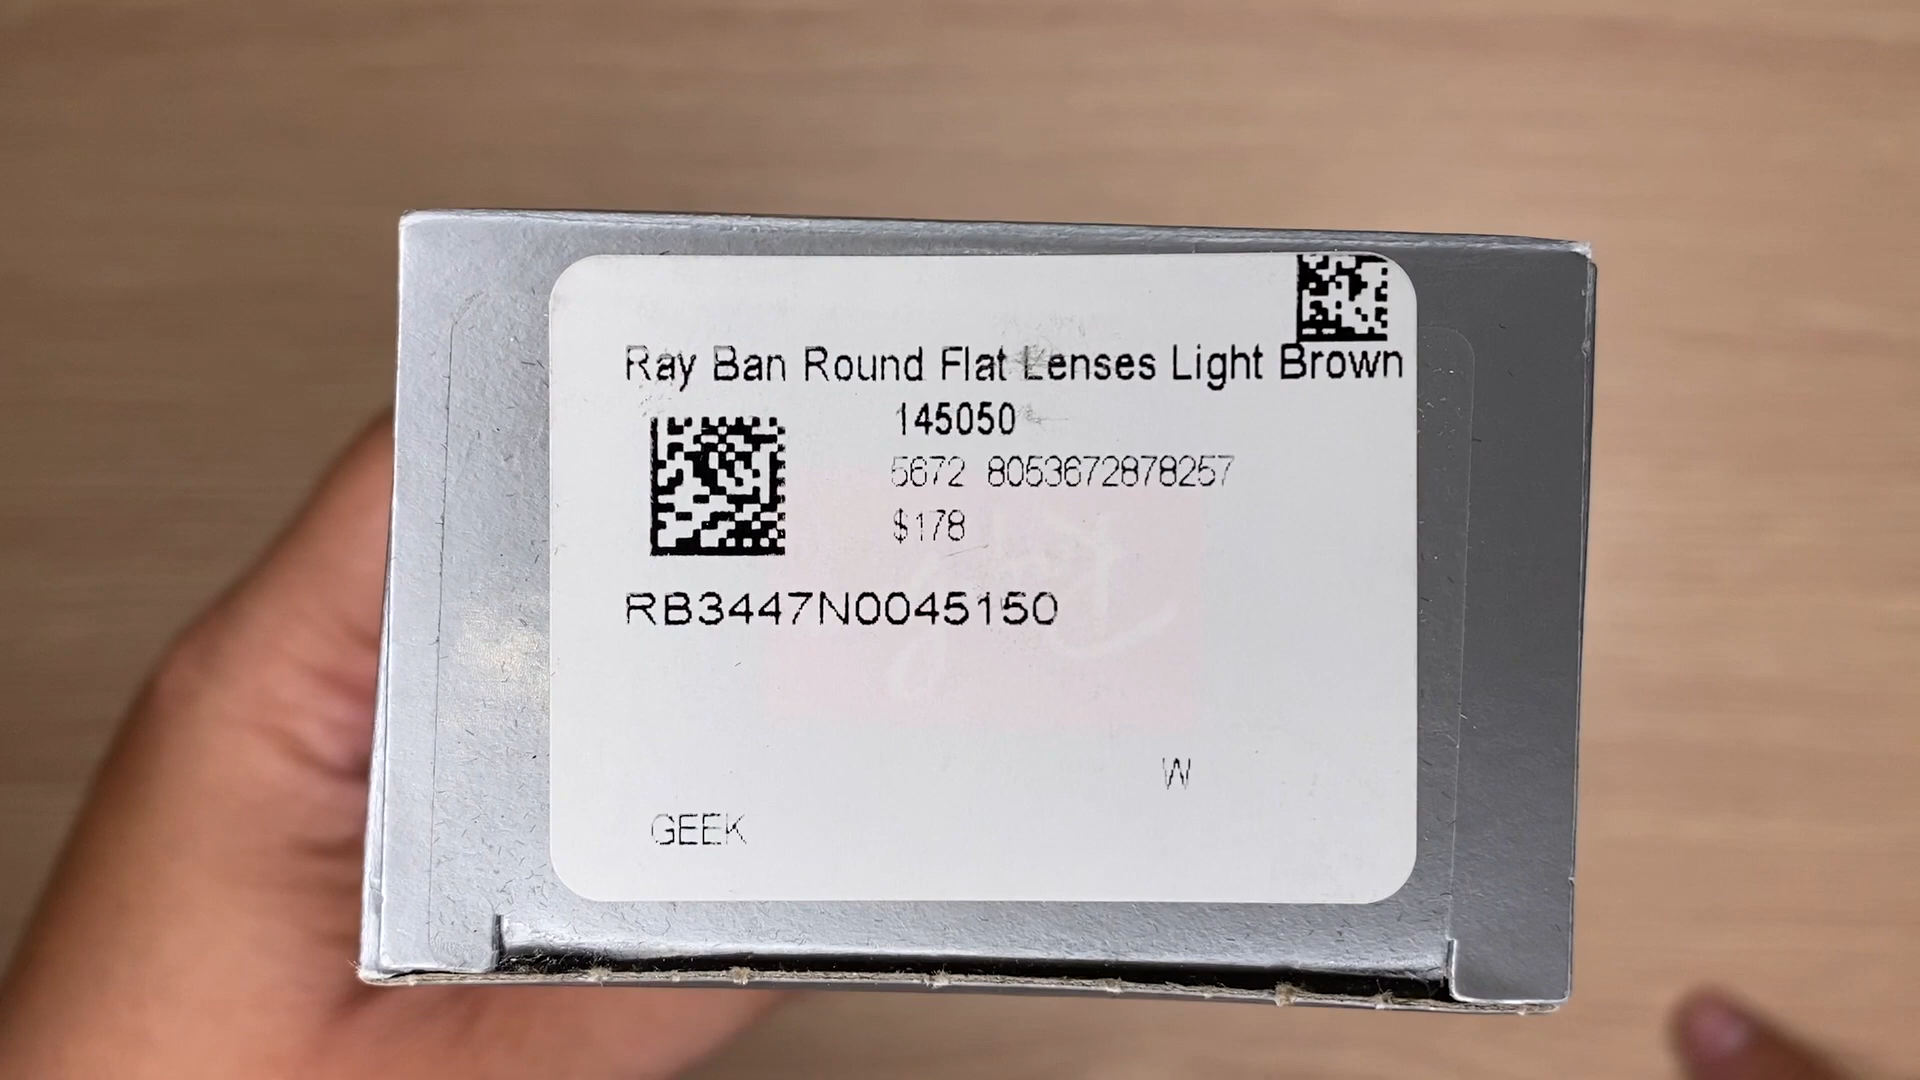 Ray Ban Round Flat Lenses Light Brown
145050
5672 8053672878257
$178
RB3447N0045150
W
GEEK